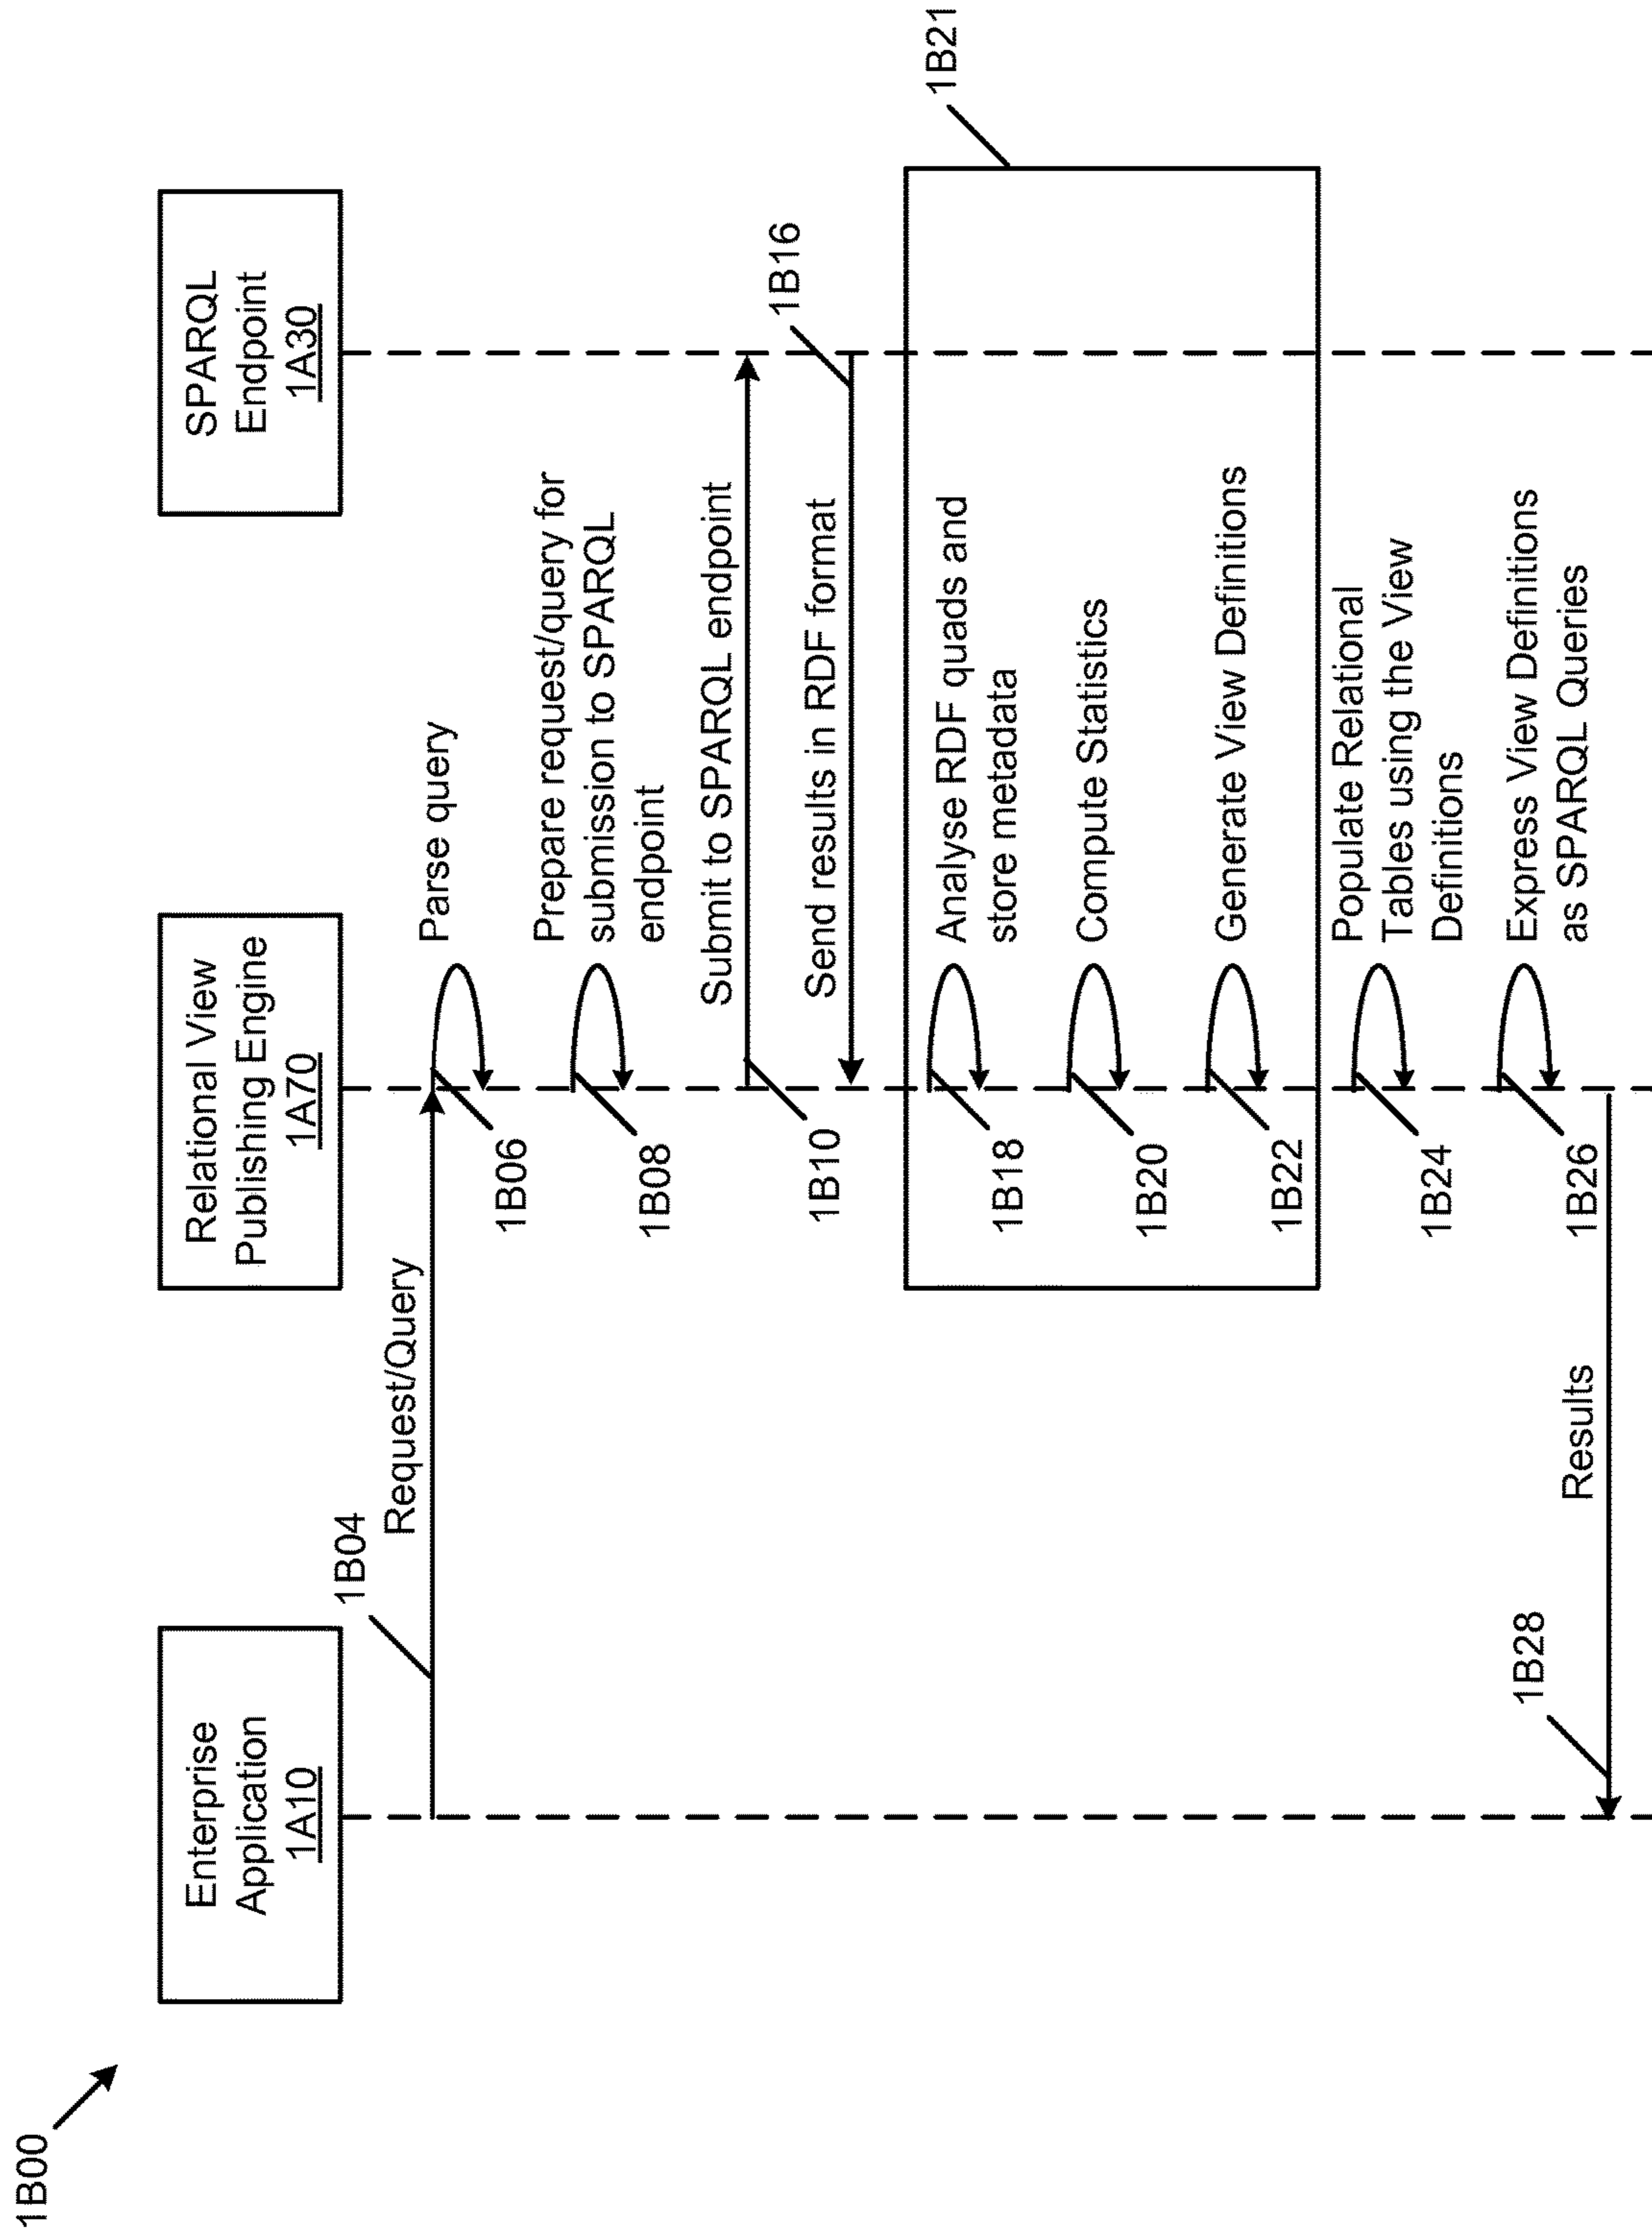 1B00
Enterprise
Application
1A10
Relational View
Publishing Engine
1A70
SPARQL
Endpoint
1A30
1B04
Request/Query
Parse query
1B06
Prepare request/query for
submission to SPARQL
endpoint
1B08
Submit to SPARQL endpoint
1B10
1B16
Send results in RDF format
1B21
Analyse RDF quads and
store metadata
1B18
Compute Statistics
1B20
Generate View Definitions
1B22
Populate Relational
Tables using the View
Definitions
1B24
Express View Definitions
as SPARQL Queries
1B26
1B28
Results